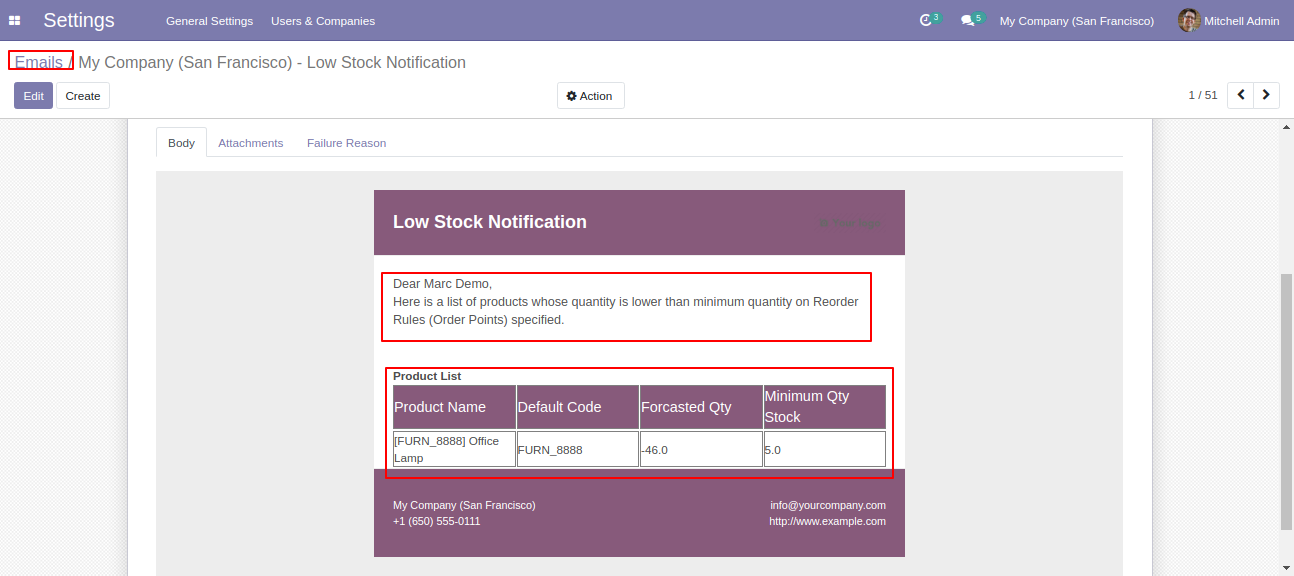 Settings
General Settings
Users & Companies
3
5
My Company (San Francisco)
Mitchell Admin
Emails / My Company (San Francisco) - Low Stock Notification
Edit
Create
Action
1 / 51
Body
Attachments
Failure Reason
Low Stock Notification
Dear Marc Demo,
Here is a list of products whose quantity is lower than minimum quantity on Reorder
Rules (Order Points) specified.
Product List
Product Name
Default Code
Forcasted Qty
Minimum Qty
Stock
[FURN_8888] Office
Lamp
FURN_8888
-46.0
5.0
My Company (San Francisco)
info@yourcompany.com
+1 (650) 555-0111
http://www.example.com